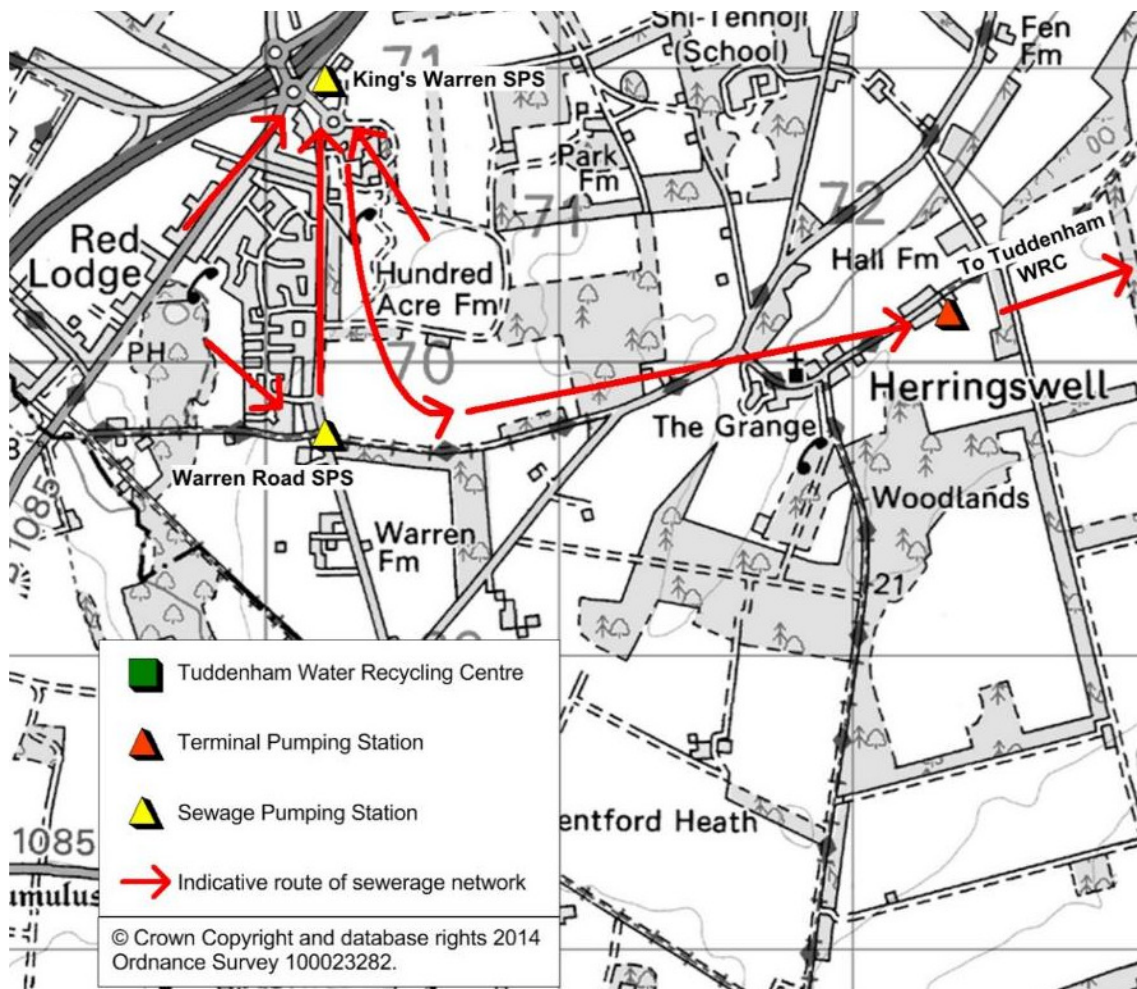 71
King's Warren SPS
Shi-Tennoji
(School)
Fen
Fm
Park
Fm
71
72
Red
Lodge
Hall Fm
To Tuddenham
WRC
Hundred
Acre Fm
PH
70
Herringswell
The Grange
Warren Road SPS
Woodlands
1085
Warren
Fm
21
Tuddenham Water Recycling Centre
Terminal Pumping Station
Sewage Pumping Station
entford Heath
1085
umulus
Indicative route of sewerage network
© Crown Copyright and database rights 2014
Ordnance Survey 100023282.